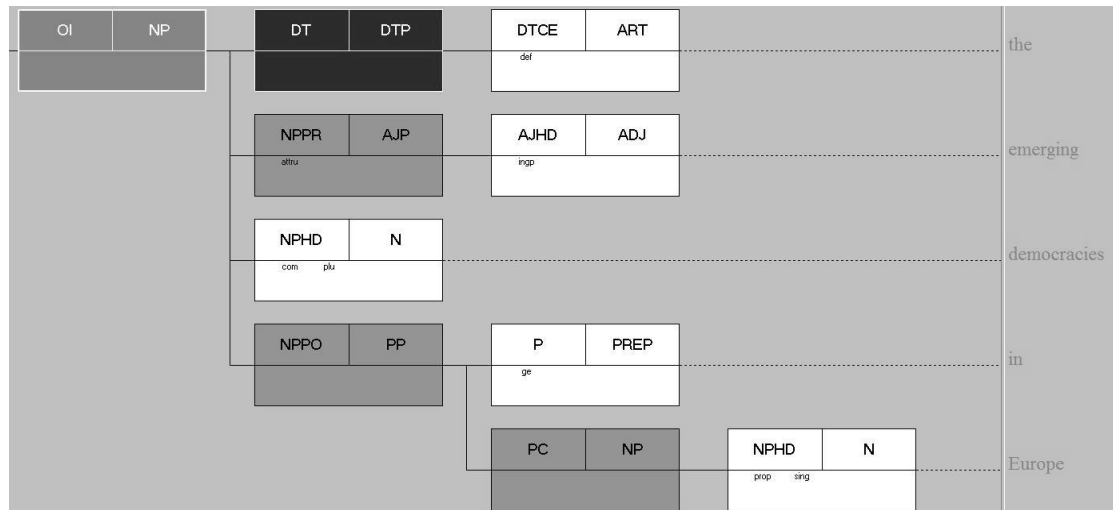 OI NP DT DTP DTCE ART the
def
NPPR AJP AJHD ADJ emerging
attru ingp
NPHD N democracies
com plu
NPPO PP P PREP in
ge
PC NP NPHD N Europe
prop sing